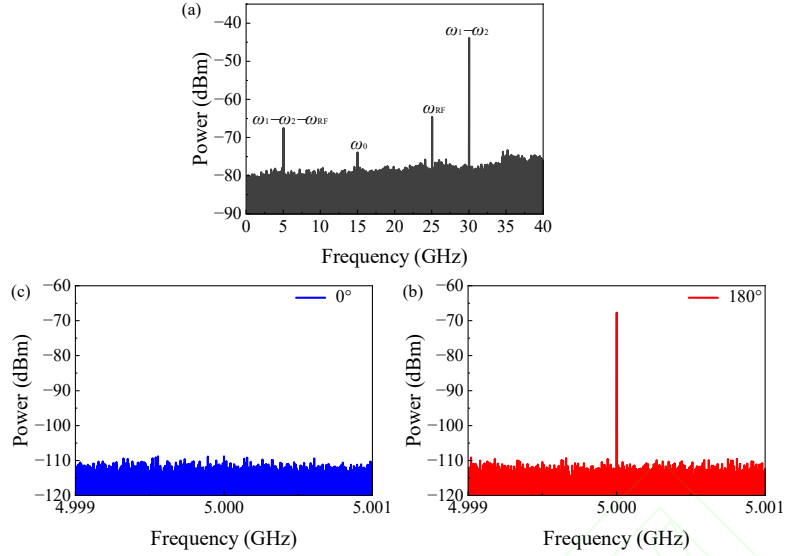 (a)
−40
−50
−60
−70
−80
−90
Power (dBm)
ω₁−ω₂
ω_RF
ω₁−ω₂−ω_RF
ω₀
0 5 10 15 20 25 30 35 40
Frequency (GHz)
(c)
−60
−70
−80
−90
−100
−110
−120
Power (dBm)
0°
4.999 5.000 5.001
Frequency (GHz)
(b)
−60
−70
−80
−90
−100
−110
−120
Power (dBm)
180°
4.999 5.000 5.001
Frequency (GHz)